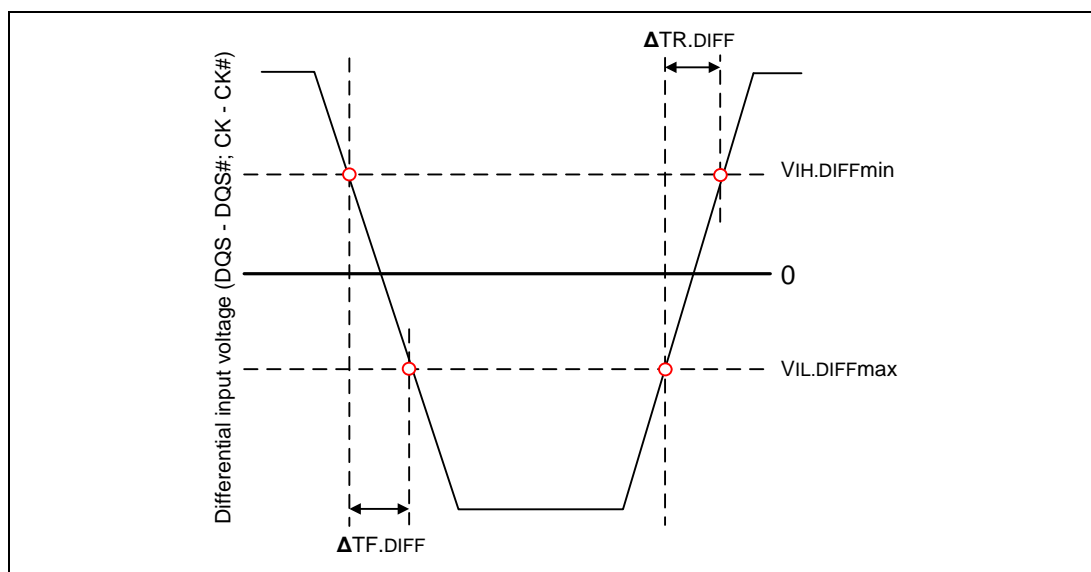 ΔTR.DIFF
Differential input voltage (DQS - DQS#; CK - CK#)
VIH.DIFFmin
0
VIL.DIFFmax
ΔTF.DIFF